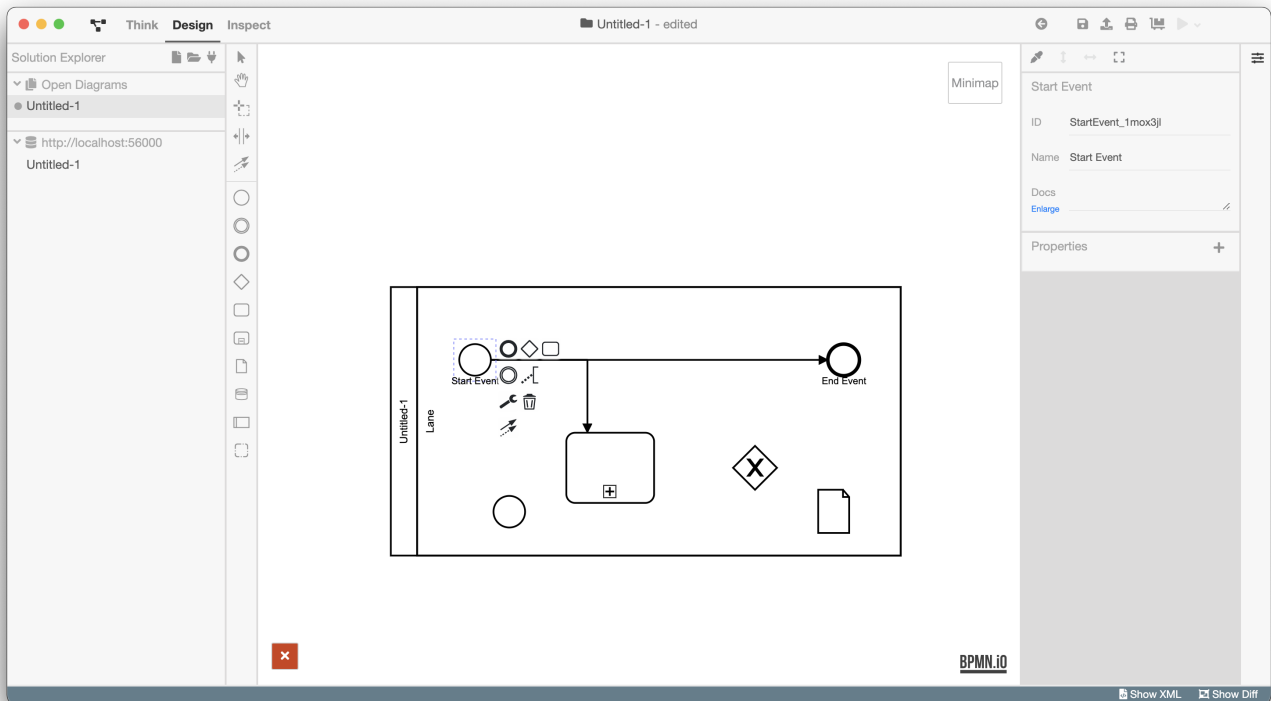 Think Design Inspect
Untitled-1 - edited
Solution Explorer
Open Diagrams
Untitled-1
http://localhost:56000
Untitled-1
Minimap
Untitled-1
Lane
Start Event
End Event
X
BPMN.iO
Start Event
ID StartEvent_1mox3jl
Name Start Event
Docs
Enlarge
Properties
Show XML Show Diff